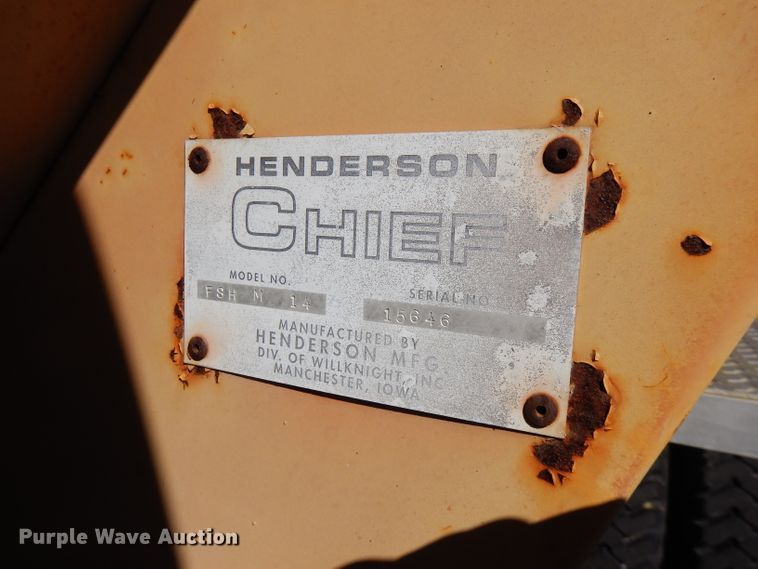 HENDERSON
CHIEF
MODEL NO. SERIAL NO.
FSH M 14 15646
MANUFACTURED BY
HENDERSON MFG.
DIV. OF WILLKNIGHT, INC.
MANCHESTER, IOWA
Purple Wave Auction